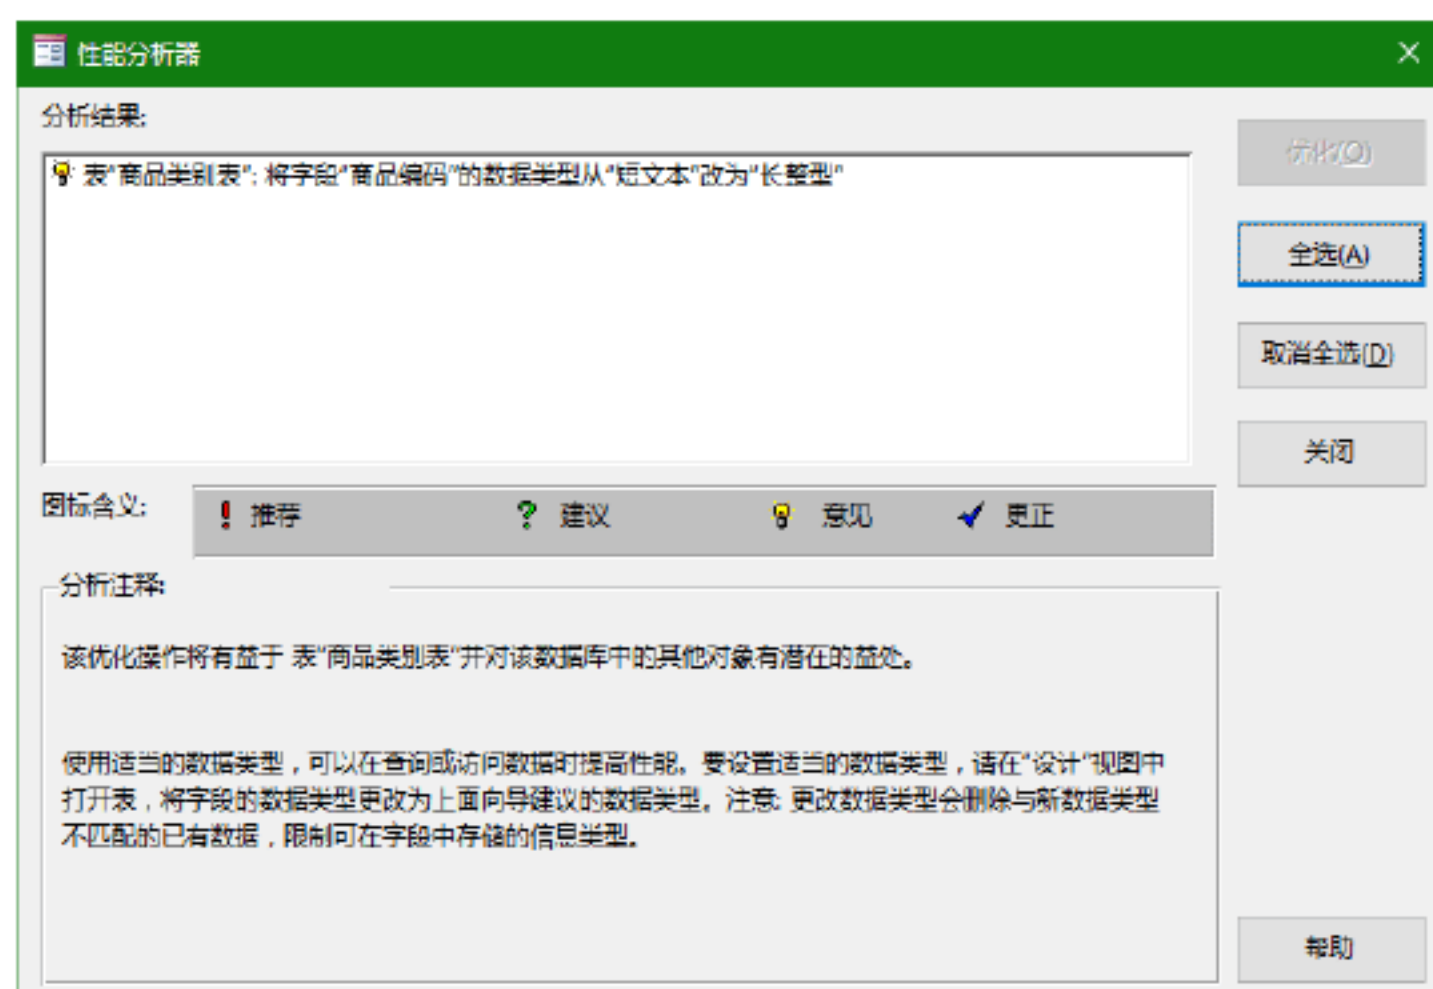 性能分析器
分析结果:
优化(O)
表"商品类别表": 将字段"商品编码"的数据类型从"短文本"改为"长整型"
全选(A)
取消全选(D)
关闭
图标含义:
推荐
建议
意见
更正
分析注释:
该优化操作将有益于 表"商品类别表"并对该数据库中的其他对象有潜在的益处。
使用适当的数据类型，可以在查询或访问数据时提高性能。要设置适当的数据类型，请在"设计"视图中
打开表，将字段的数据类型更改为上面向导建议的数据类型。注意: 更改数据类型会删除与新数据类型
不匹配的已有数据，限制可在字段中存储的信息类型。
帮助